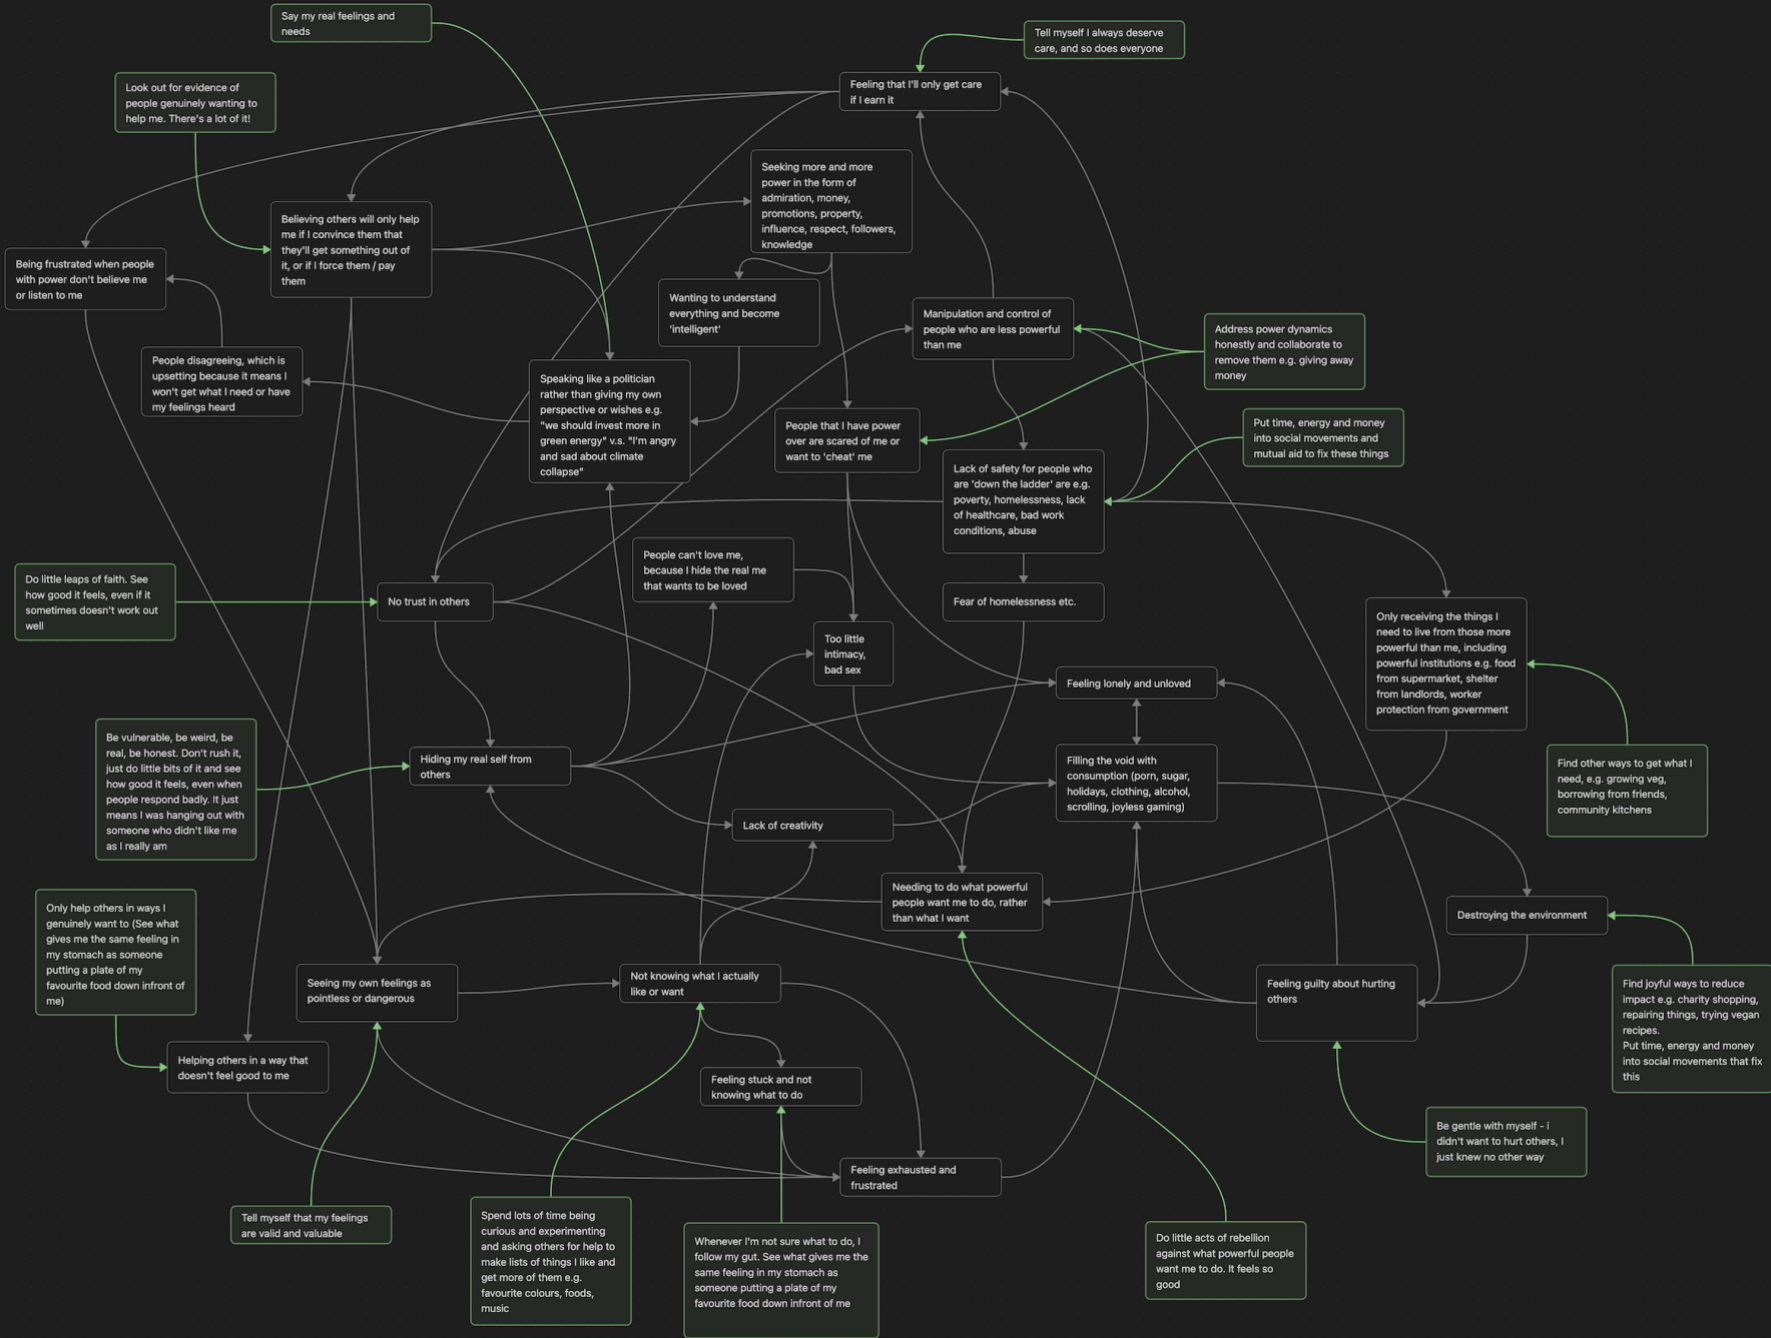 Say my real feelings and
needs
Tell myself I always deserve
care, and so does everyone
Look out for evidence of
people genuinely wanting to
help me. There's a lot of it!
Feeling that I'll only get care
if I earn it
Seeking more and more
power in the form of
admiration, money,
promotions, property,
influence, respect, followers,
knowledge
Believing others will only help
me if I convince them that
they'll get something out of
it, or if I force them / pay
them
Being frustrated when people
with power don't believe me
or listen to me
Wanting to understand
everything and become
'intelligent'
Manipulation and control of
people who are less powerful
than me
Address power dynamics
honestly and collaborate to
remove them e.g. giving away
money
People disagreeing, which is
upsetting because it means I
won't get what I need or have
my feelings heard
Speaking like a politician
rather than giving my own
perspective or wishes e.g.
"we should invest more in
green energy" v.s. "I'm angry
and sad about climate
collapse"
People that I have power
over are scared of me or
want to 'cheat' me
Put time, energy and money
into social movements and
mutual aid to fix these things
Lack of safety for people who
are 'down the ladder' are e.g.
poverty, homelessness, lack
of healthcare, bad work
conditions, abuse
People can't love me,
because I hide the real me
that wants to be loved
Do little leaps of faith. See
how good it feels, even if it
sometimes doesn't work out
well
No trust in others
Fear of homelessness etc.
Only receiving the things I
need to live from those more
powerful than me, including
powerful institutions e.g. food
from supermarket, shelter
from landlords, worker
protection from government
Too little
intimacy,
bad sex
Feeling lonely and unloved
Be vulnerable, be weird, be
real, be honest. Don't rush it,
just do little bits of it and see
how good it feels, even when
people respond badly. It just
means I was hanging out with
someone who didn't like me
as I really am
Hiding my real self from
others
Filling the void with
consumption (porn, sugar,
holidays, clothing, alcohol,
scrolling, joyless gaming)
Find other ways to get what I
need, e.g. growing veg,
borrowing from friends,
community kitchens
Lack of creativity
Needing to do what powerful
people want me to do, rather
than what I want
Destroying the environment
Only help others in ways I
genuinely want to (See what
gives me the same feeling in
my stomach as someone
putting a plate of my
favourite food down infront of
me)
Seeing my own feelings as
pointless or dangerous
Not knowing what I actually
like or want
Feeling guilty about hurting
others
Find joyful ways to reduce
impact e.g. charity shopping,
repairing things, trying vegan
recipes.
Put time, energy and money
into social movements that fix
this
Helping others in a way that
doesn't feel good to me
Feeling stuck and not
knowing what to do
Be gentle with myself - i
didn't want to hurt others, I
just knew no other way
Feeling exhausted and
frustrated
Tell myself that my feelings
are valid and valuable
Spend lots of time being
curious and experimenting
and asking others for help to
make lists of things I like and
get more of them e.g.
favourite colours, foods,
music
Whenever I'm not sure what to do, I
follow my gut. See what gives me the
same feeling in my stomach as
someone putting a plate of my
favourite food down infront of me
Do little acts of rebellion
against what powerful people
want me to do. It feels so
good